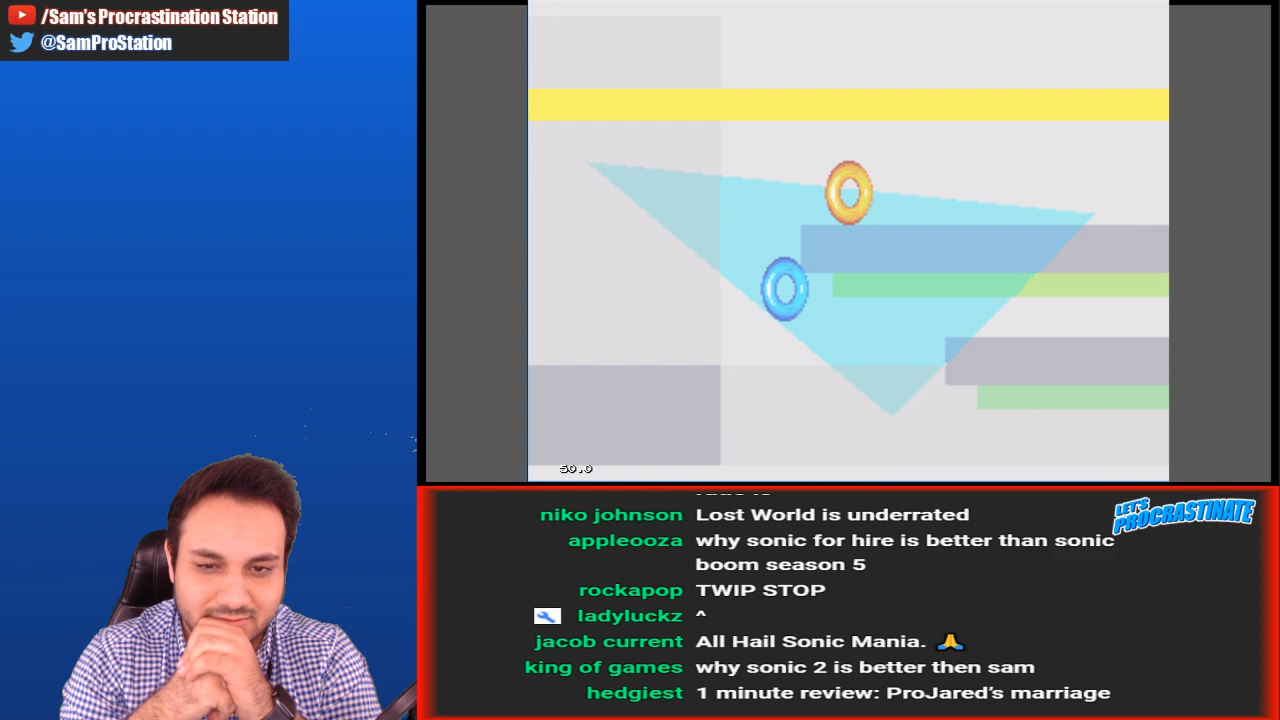 /Sam's Procrastination Station
@SamProStation
50.0
niko johnson Lost World is underrated
appleooza why sonic for hire is better than sonic
boom season 5
rockapop TWIP STOP
ladyluckz ^
jacob current All Hail Sonic Mania. 🙏
king of games why sonic 2 is better then sam
hedgiest 1 minute review: ProJared's marriage
LET'S
PROCRASTINATE